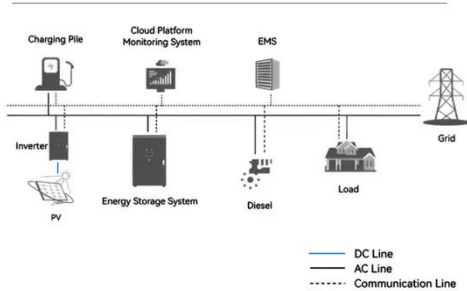 Charging Pile
Cloud Platform
Monitoring System
EMS
Grid
Inverter
PV
Energy Storage System
Diesel
Load
DC Line
AC Line
Communication Line